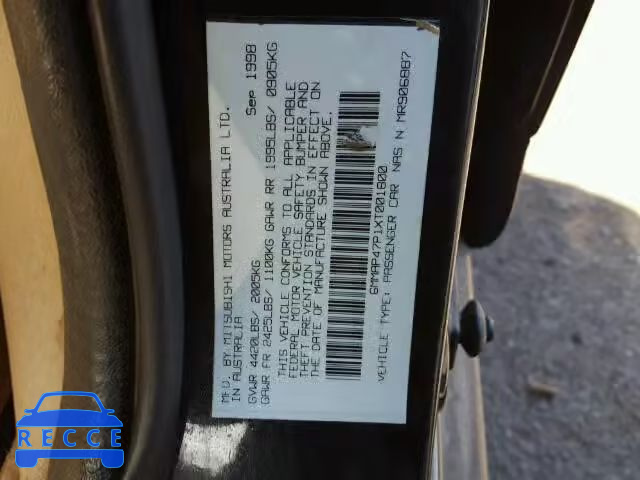 MFD. BY MITSUBISHI MOTORS AUSTRALIA LTD.
IN AUSTRALIA Sep 1998
GVWR 4420LBS/ 2005KG
GAWR FR 2425LBS/ 1100KG GAWR RR 1995LBS/ 0905KG
THIS VEHICLE CONFORMS TO ALL APPLICABLE
FEDERAL MOTOR VEHICLE SAFETY BUMPER AND
THEFT PREVENTION STANDARDS IN EFFECT ON
THE DATE OF MANUFACTURE SHOWN ABOVE.
6MMAP47P1XT001800
VEHICLE TYPE: PASSENGER CAR NAS N MR906887
RECCE